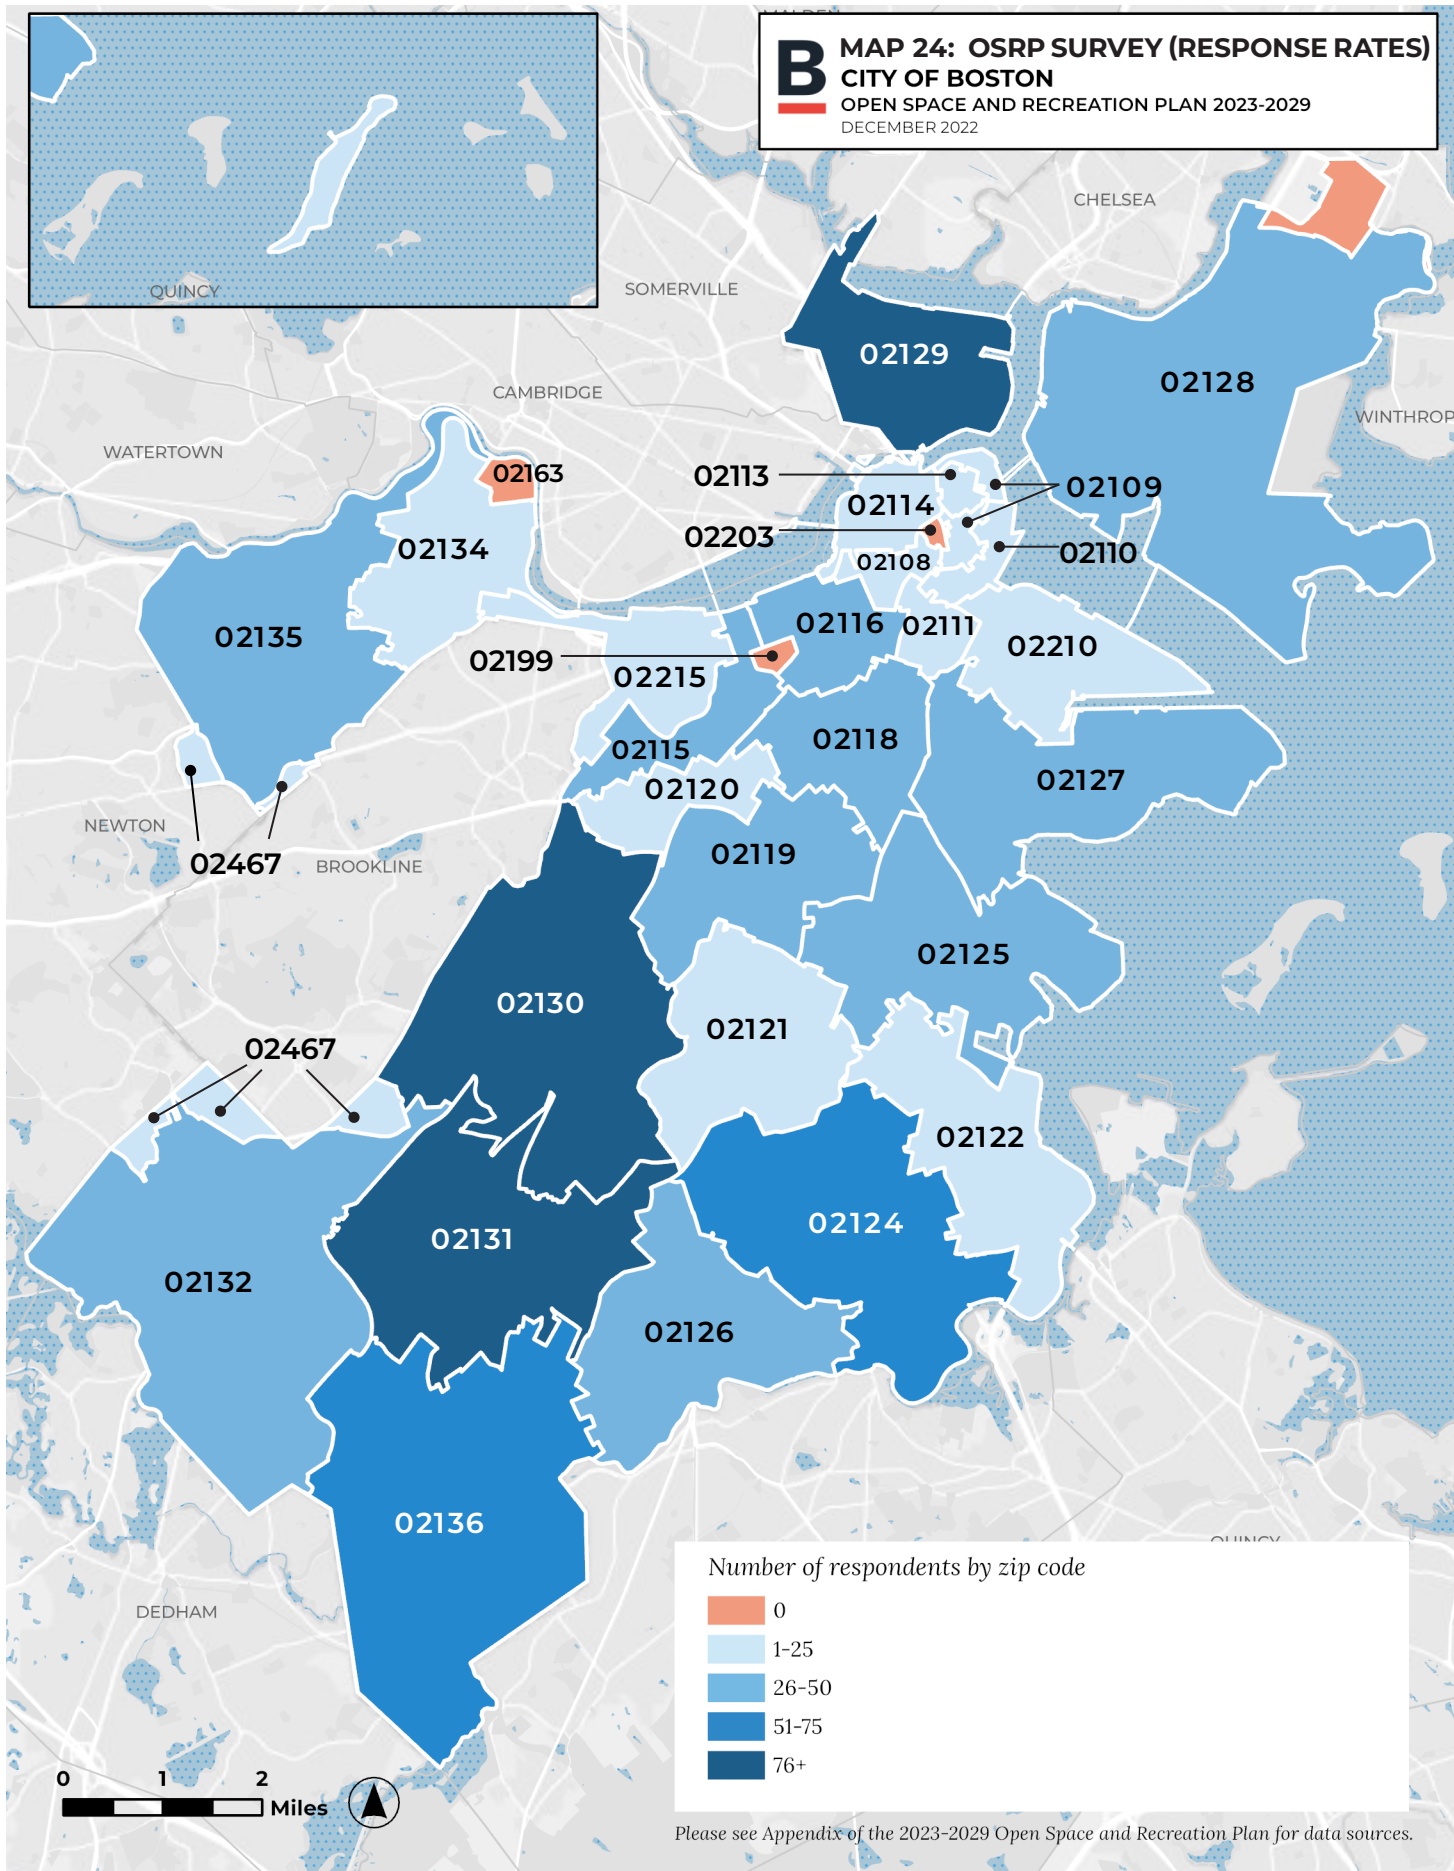 MALDEN
B
MAP 24: OSRP SURVEY (RESPONSE RATES)
CITY OF BOSTON
OPEN SPACE AND RECREATION PLAN 2023-2029
DECEMBER 2022
CHELSEA
QUINCY
SOMERVILLE
02129
02128
CAMBRIDGE
WINTHROP
WATERTOWN
02163
02113
02109
02114
02203
02134
02110
02108
02135
02116
02111
02210
02199
02215
02115
02118
02127
02120
NEWTON
02119
02467
BROOKLINE
02125
02130
02121
02467
02122
02124
02131
02132
02126
02136
QUINCY
Number of respondents by zip code
0
1-25
26-50
51-75
76+
DEDHAM
0 1 2
Miles
Please see Appendix of the 2023-2029 Open Space and Recreation Plan for data sources.